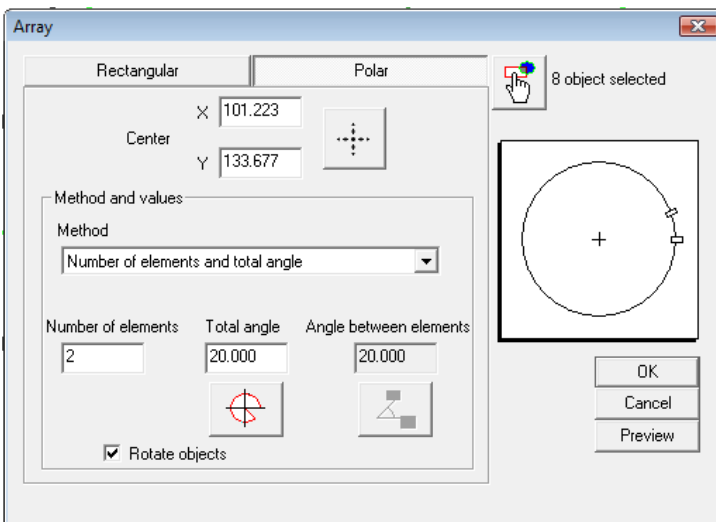 Array
Rectangular
Polar
8 object selected
X 101.223
Center
Y 133.677
Method and values
Method
Number of elements and total angle
Number of elements Total angle Angle between elements
2 20.000 20.000
Rotate objects
OK
Cancel
Preview